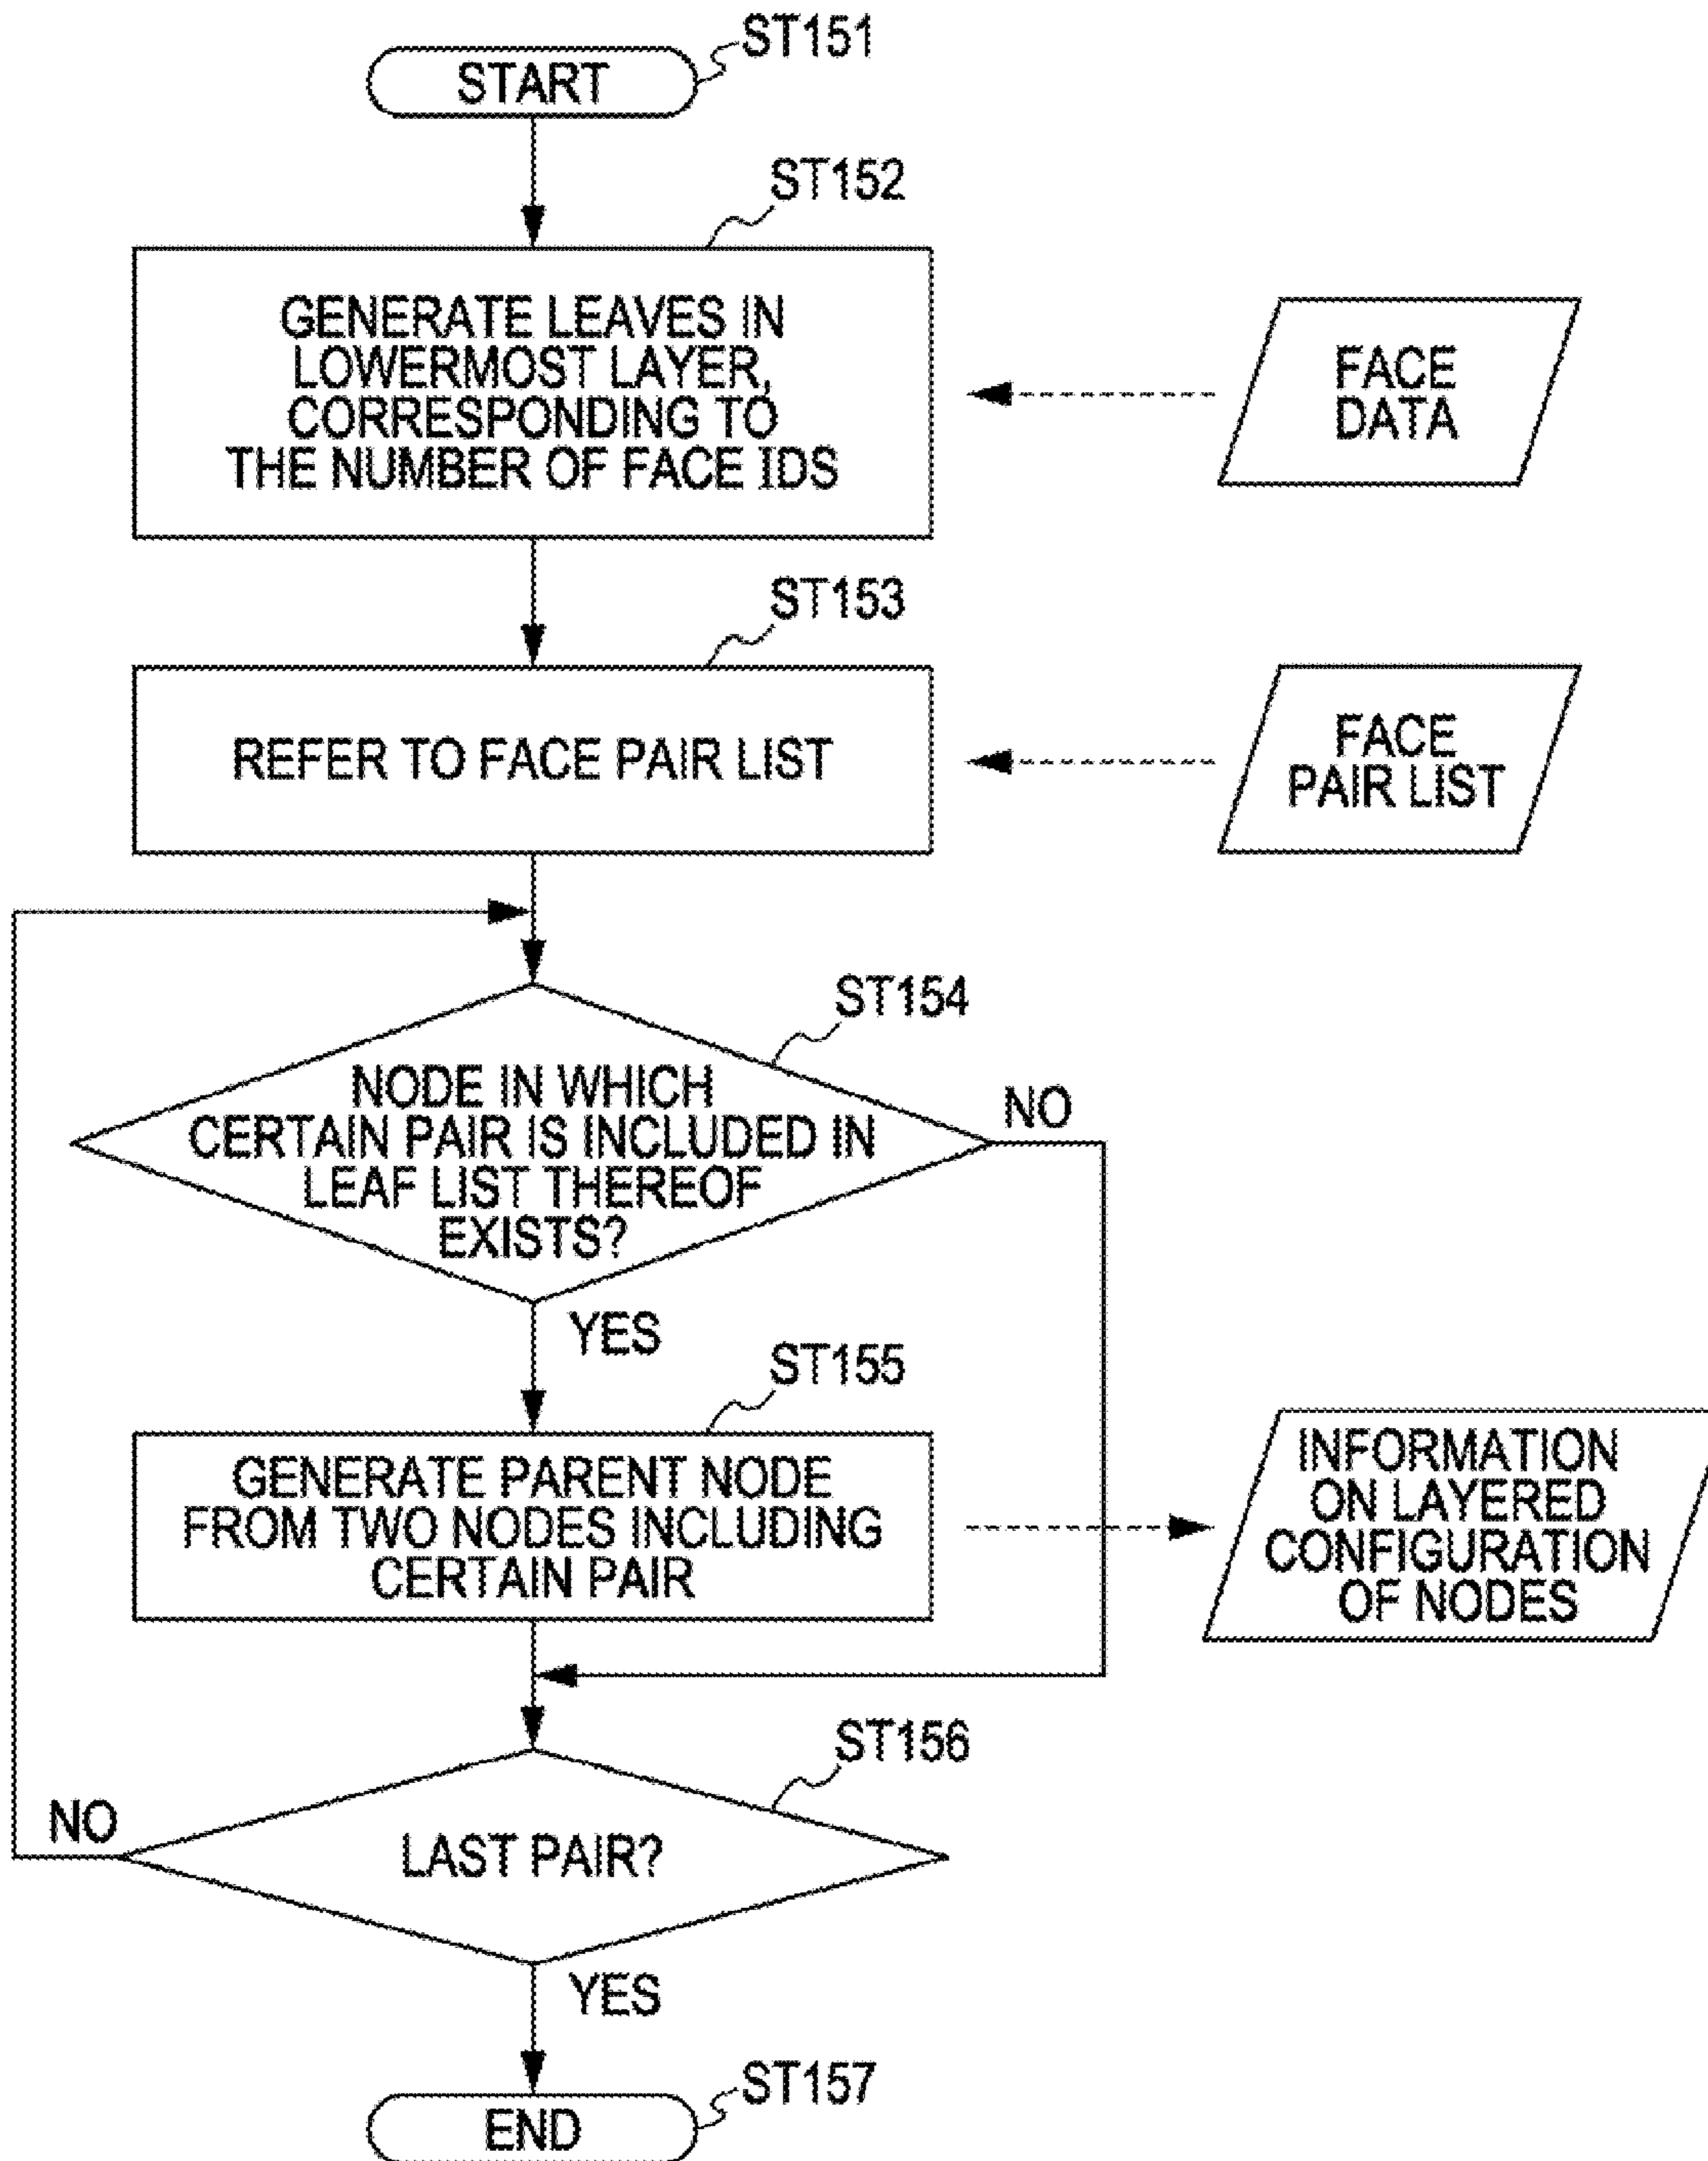 ST151
START
ST152
GENERATE LEAVES IN
LOWERMOST LAYER,
CORRESPONDING TO
THE NUMBER OF FACE IDS
FACE
DATA
ST153
REFER TO FACE PAIR LIST
FACE
PAIR LIST
ST154
NODE IN WHICH
CERTAIN PAIR IS INCLUDED IN
LEAF LIST THEREOF
EXISTS?
NO
YES
ST155
GENERATE PARENT NODE
FROM TWO NODES INCLUDING
CERTAIN PAIR
INFORMATION
ON LAYERED
CONFIGURATION
OF NODES
ST156
LAST PAIR?
NO
YES
ST157
END